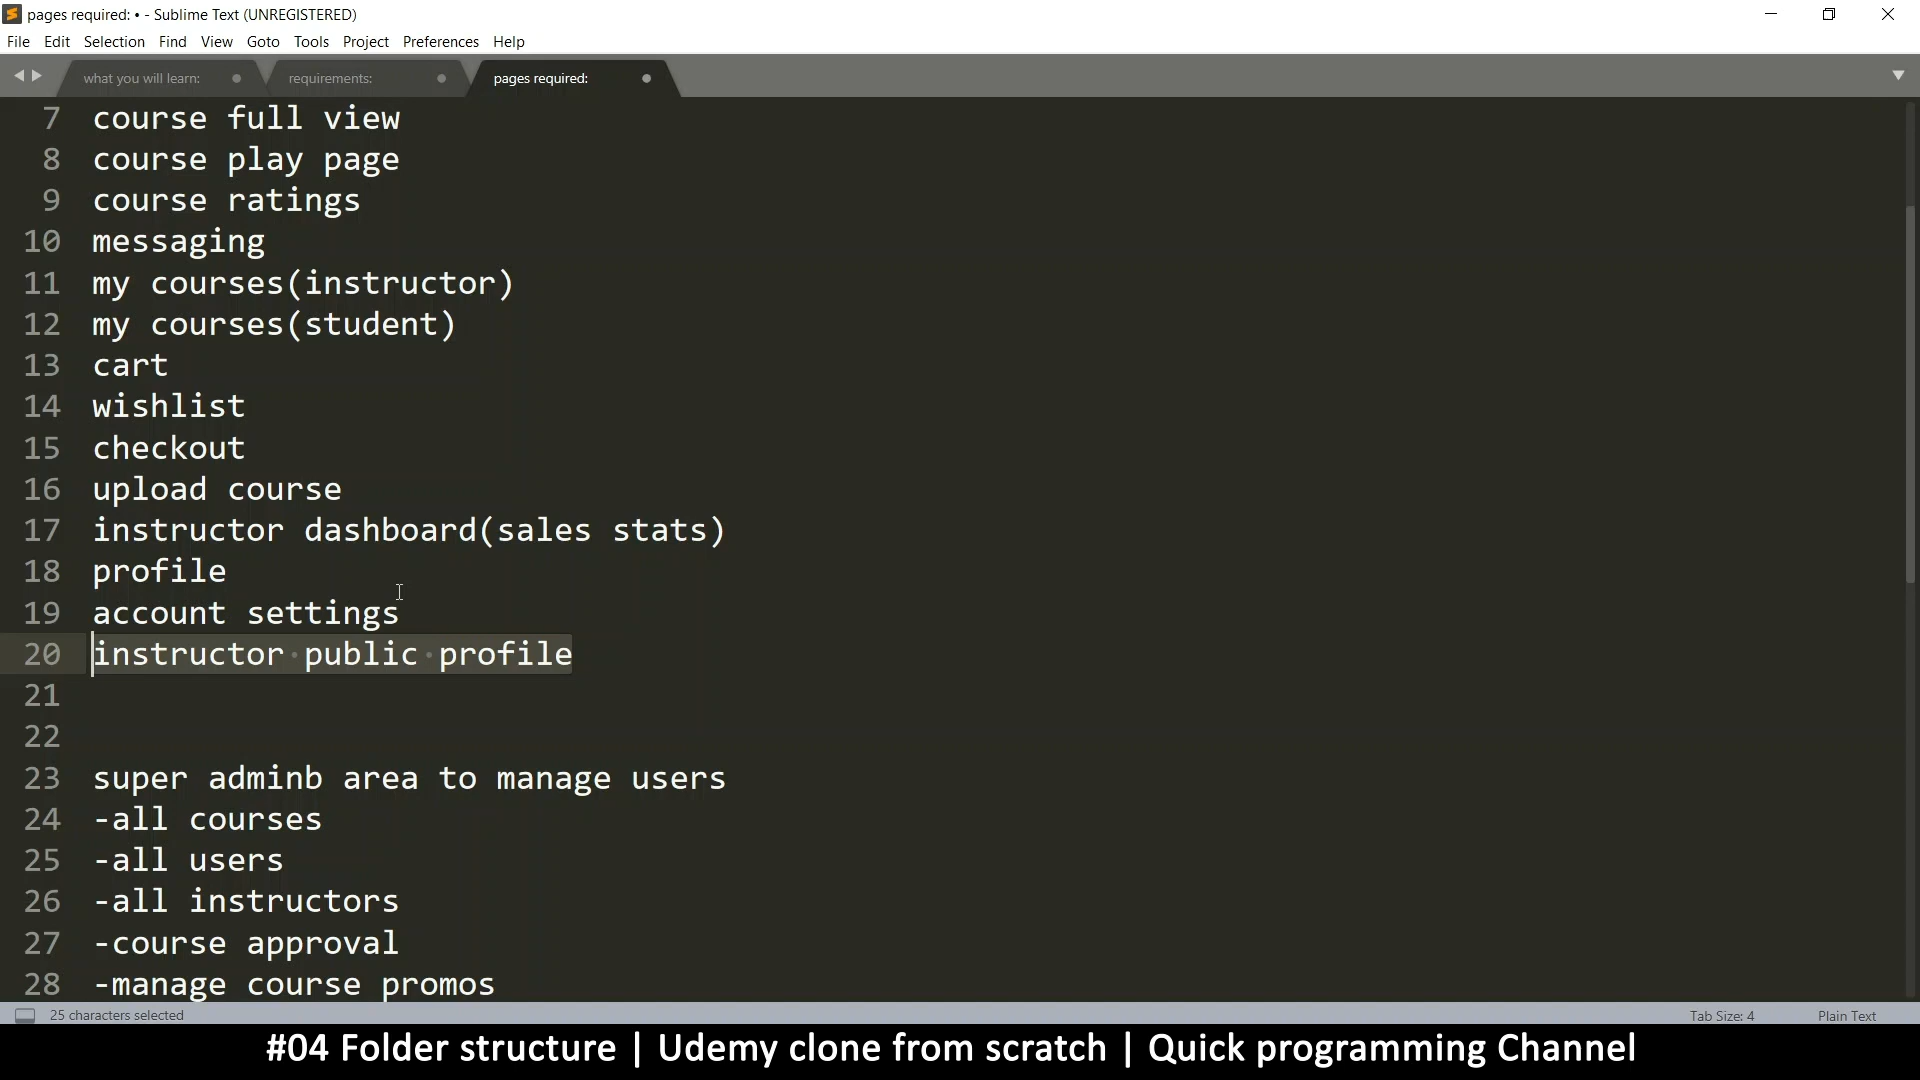 pages required: • - Sublime Text (UNREGISTERED)
File Edit Selection Find View Goto Tools Project Preferences Help
what you will learn: requirements: pages required:
7 course full view
8 course play page
9 course ratings
10 messaging
11 my courses(instructor)
12 my courses(student)
13 cart
14 wishlist
15 checkout
16 upload course
17 instructor dashboard(sales stats)
18 profile
19 account settings
20 instructor public profile
21
22
23 super adminb area to manage users
24 -all courses
25 -all users
26 -all instructors
27 -course approval
28 -manage course promos
25 characters selected Tab Size: 4 Plain Text
#04 Folder structure | Udemy clone from scratch | Quick programming Channel